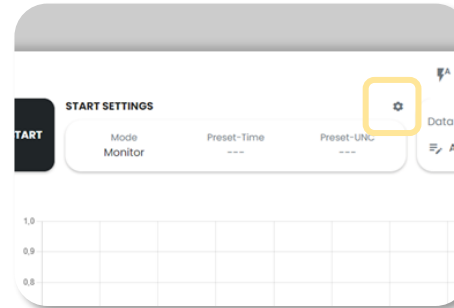 START SETTINGS
TART
Mode
Preset-Time
Preset-UNC
Monitor
---
---
A
Data
A
1,0
0,9
0,8